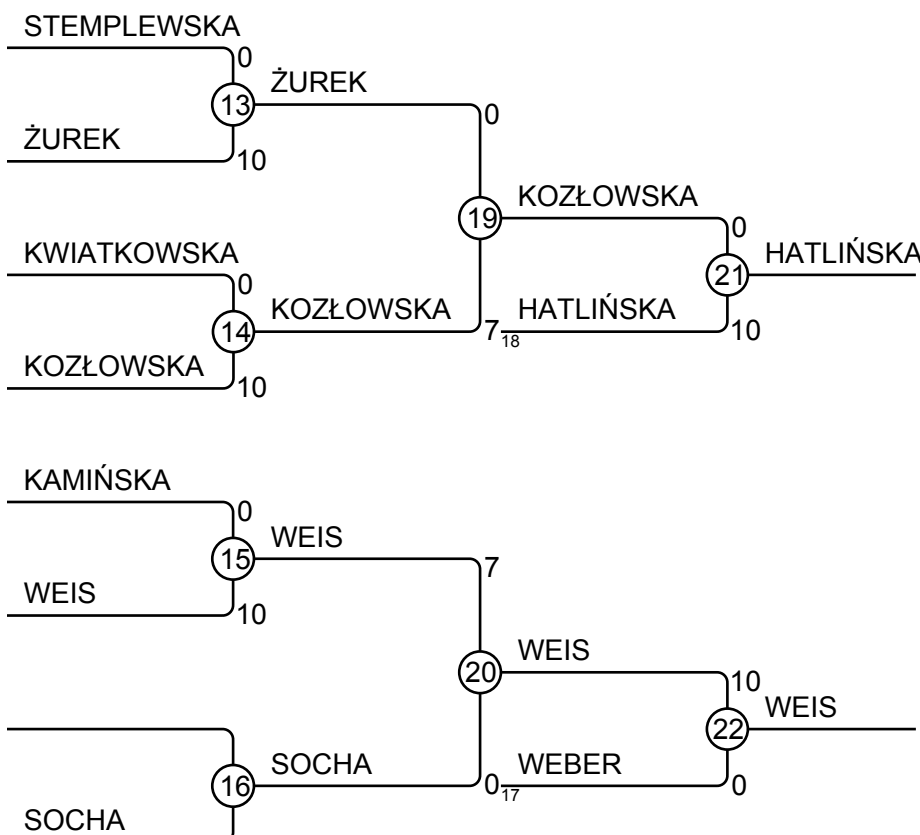 STEMPLEWSKA
0
13 ŻUREK
0
ŻUREK
10
19 KOZŁOWSKA
0
KWIATKOWSKA
0
21 HATLIŃSKA
14 KOZŁOWSKA
7 18 HATLIŃSKA
10
KOZŁOWSKA
10
KAMIŃSKA
0
15 WEIS
7
WEIS
10
20 WEIS
10
22 WEIS
16 SOCHA
0 17 WEBER
0
SOCHA